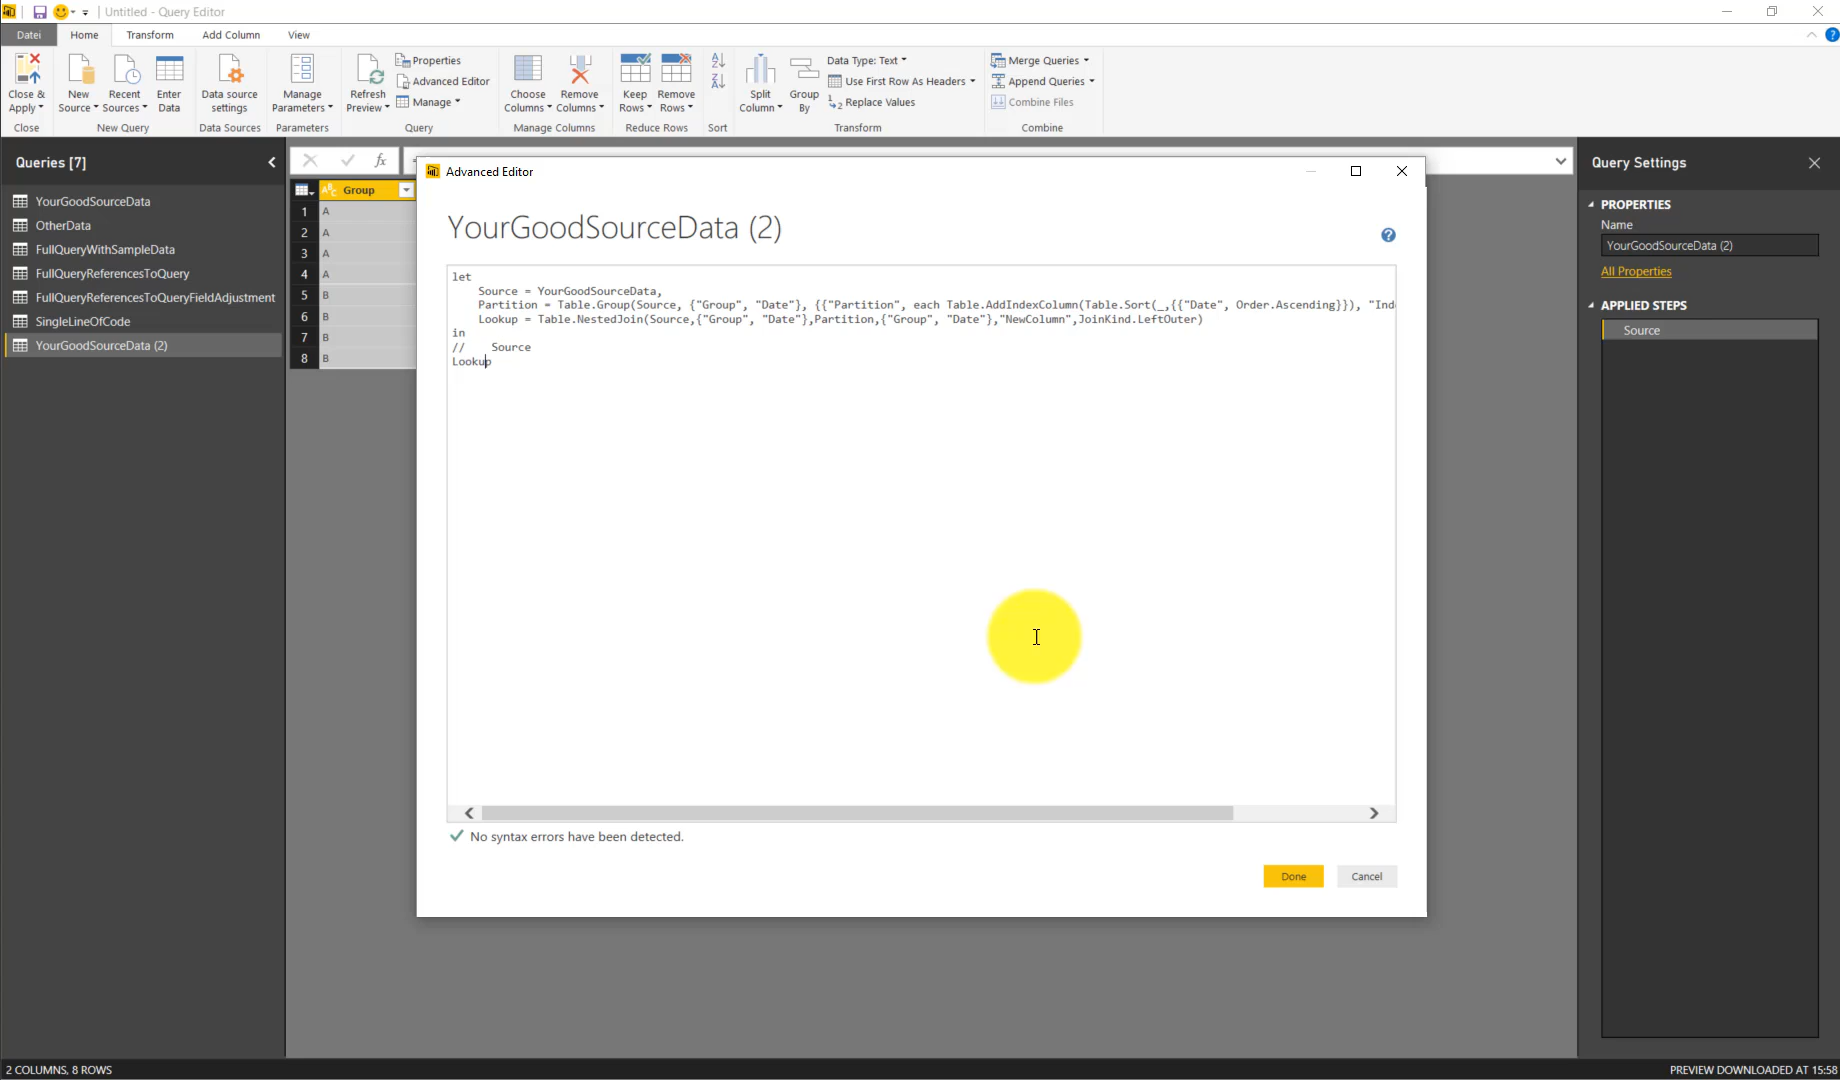 Untitled - Query Editor
Datei Home Transform Add Column View
Close & Apply
Close
New Source
Recent Sources
Enter Data
New Query
Data source settings
Data Sources
Manage Parameters
Parameters
Refresh Preview
Properties
Advanced Editor
Manage
Query
Choose Columns
Remove Columns
Manage Columns
Keep Rows
Remove Rows
Reduce Rows
Sort
Split Column
Group By
Data Type: Text
Use First Row As Headers
Replace Values
Transform
Merge Queries
Append Queries
Combine Files
Combine
Queries [7]
YourGoodSourceData
OtherData
FullQueryWithSampleData
FullQueryReferencesToQuery
FullQueryReferencesToQueryFieldAdjustment
SingleLineOfCode
YourGoodSourceData (2)
fx
Group
1 A
2 A
3 A
4 A
5 B
6 B
7 B
8 B
Advanced Editor
YourGoodSourceData (2)
let
Source = YourGoodSourceData,
Partition = Table.Group(Source, {"Group", "Date"}, {{"Partition", each Table.AddIndexColumn(Table.Sort(_,{{"Date", Order.Ascending}}), "Inde
Lookup = Table.NestedJoin(Source,{"Group", "Date"},Partition,{"Group", "Date"},"NewColumn",JoinKind.LeftOuter)
in
// Source
Lookup
No syntax errors have been detected.
Done
Cancel
Query Settings
PROPERTIES
Name
YourGoodSourceData (2)
All Properties
APPLIED STEPS
Source
2 COLUMNS, 8 ROWS
PREVIEW DOWNLOADED AT 15:58